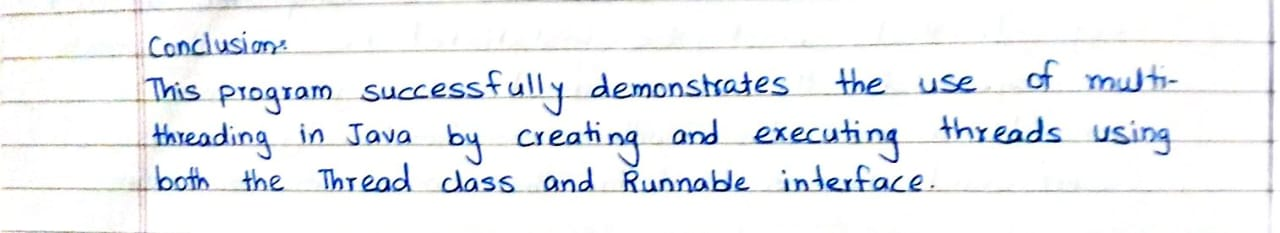 Conclusion:
This program successfully demonstrates the use of multi-
threading in Java by creating and executing threads using
both the Thread class and Runnable interface.